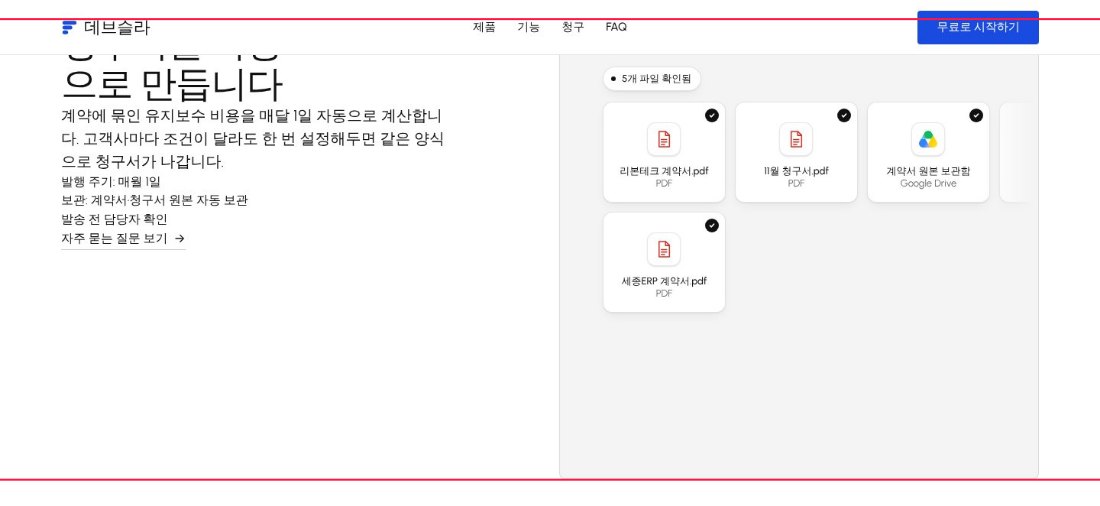 데브슬라
제품
기능
청구
FAQ
무료로 시작하기
으로 만듭니다
계약에 묶인 유지보수 비용을 매달 1일 자동으로 계산합니
다. 고객사마다 조건이 달라도 한 번 설정해두면 같은 양식
으로 청구서가 나갑니다.
발행 주기: 매월 1일
보관: 계약서·청구서 원본 자동 보관
발송 전 담당자 확인
자주 묻는 질문 보기 →
5개 파일 확인됨
리본테크 계약서.pdf
PDF
11월 청구서.pdf
PDF
계약서 원본 보관함
Google Drive
세종ERP 계약서.pdf
PDF